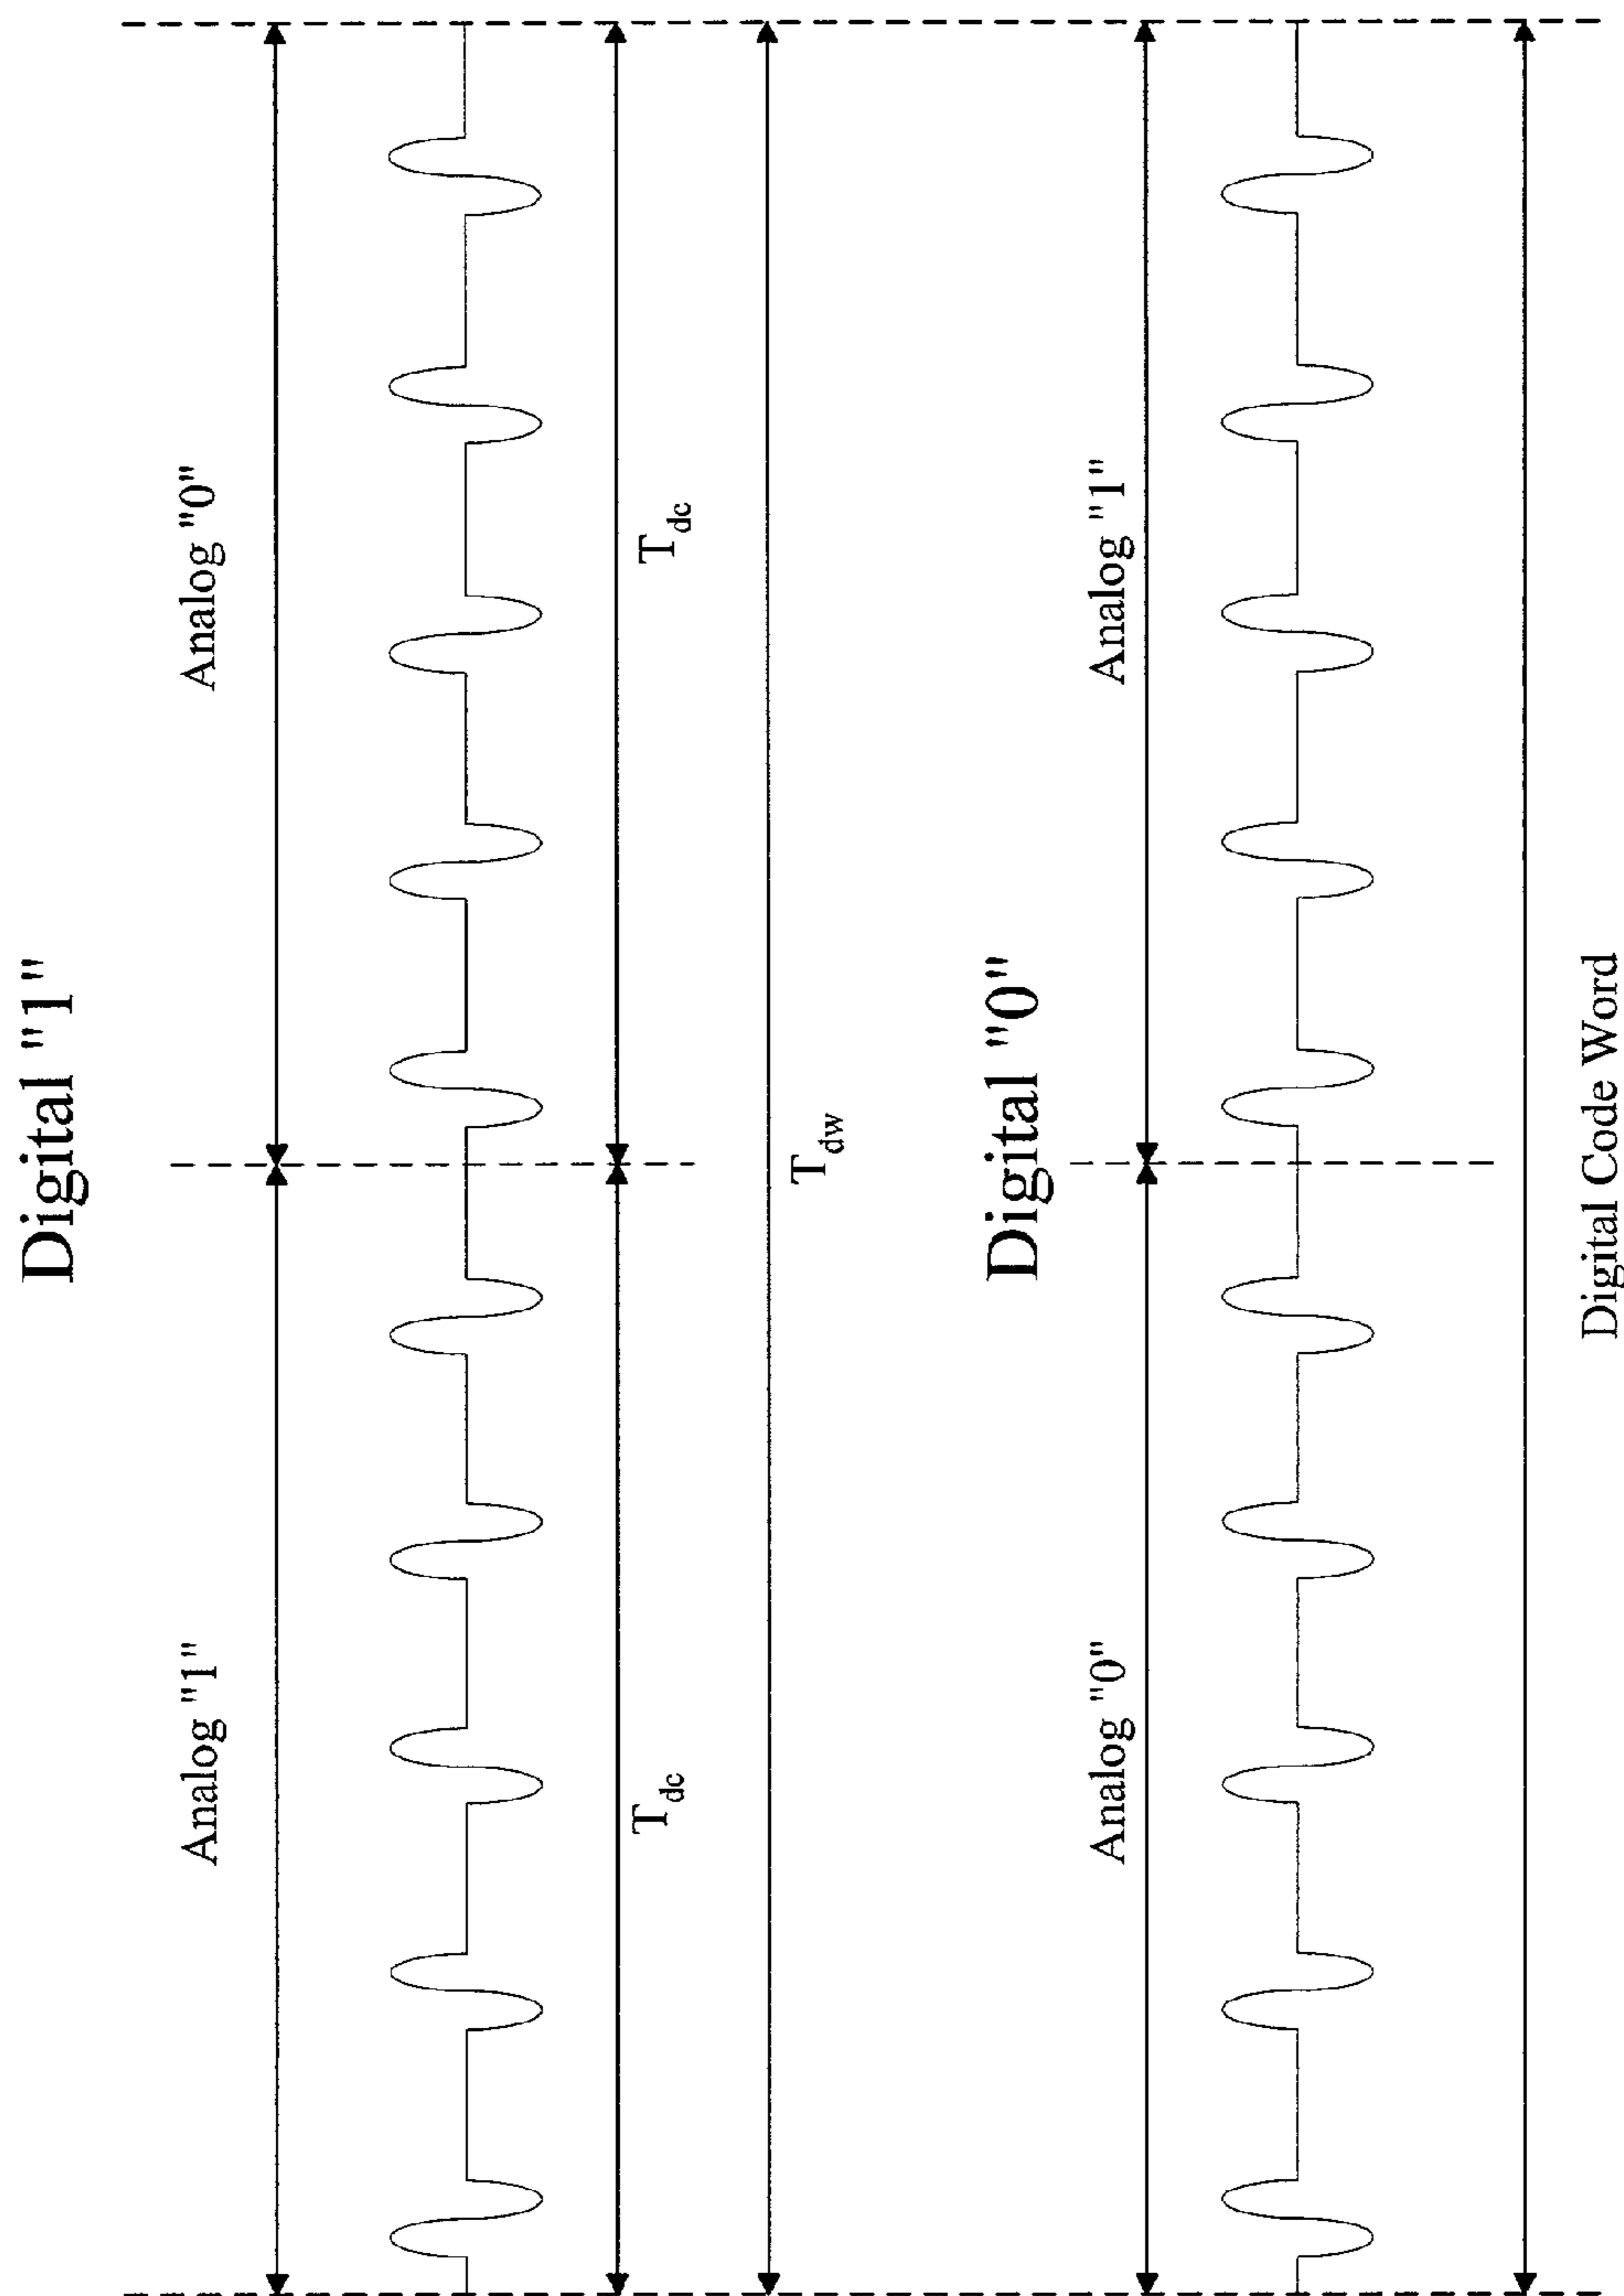 Digital "1"
Analog "1"
Analog "0"
T_dc
T_dc
T_dw
Digital "0"
Analog "0"
Analog "1"
Digital Code Word